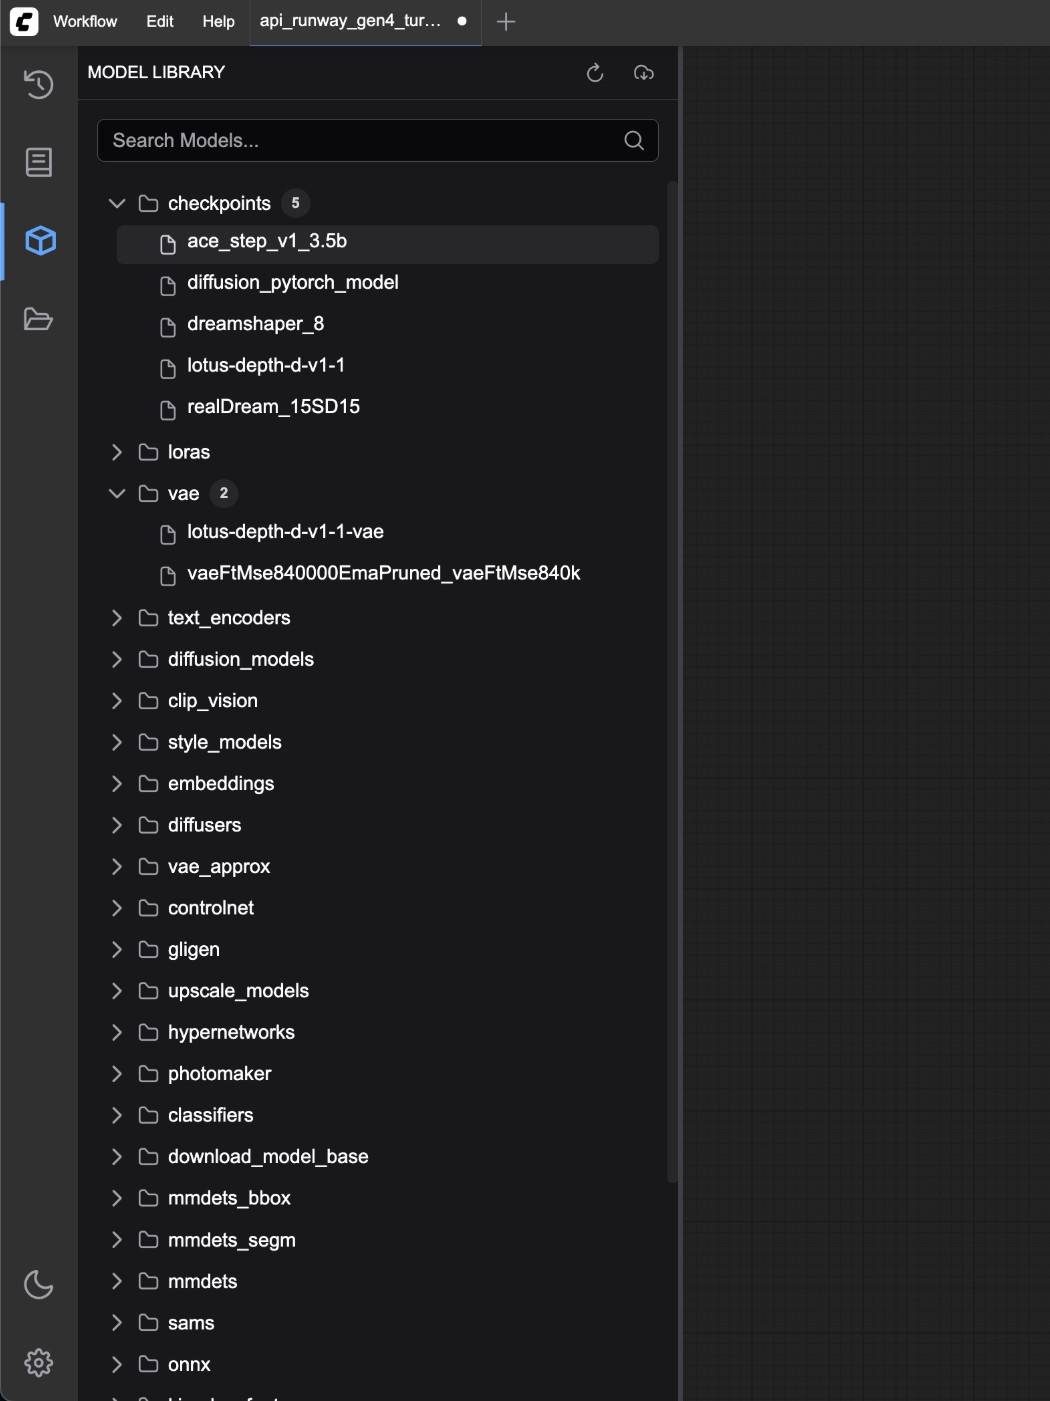 Workflow Edit Help api_runway_gen4_tur...
MODEL LIBRARY
Search Models...
checkpoints 5
ace_step_v1_3.5b
diffusion_pytorch_model
dreamshaper_8
lotus-depth-d-v1-1
realDream_15SD15
loras
vae 2
lotus-depth-d-v1-1-vae
vaeFtMse840000EmaPruned_vaeFtMse840k
text_encoders
diffusion_models
clip_vision
style_models
embeddings
diffusers
vae_approx
controlnet
gligen
upscale_models
hypernetworks
photomaker
classifiers
download_model_base
mmdets_bbox
mmdets_segm
mmdets
sams
onnx